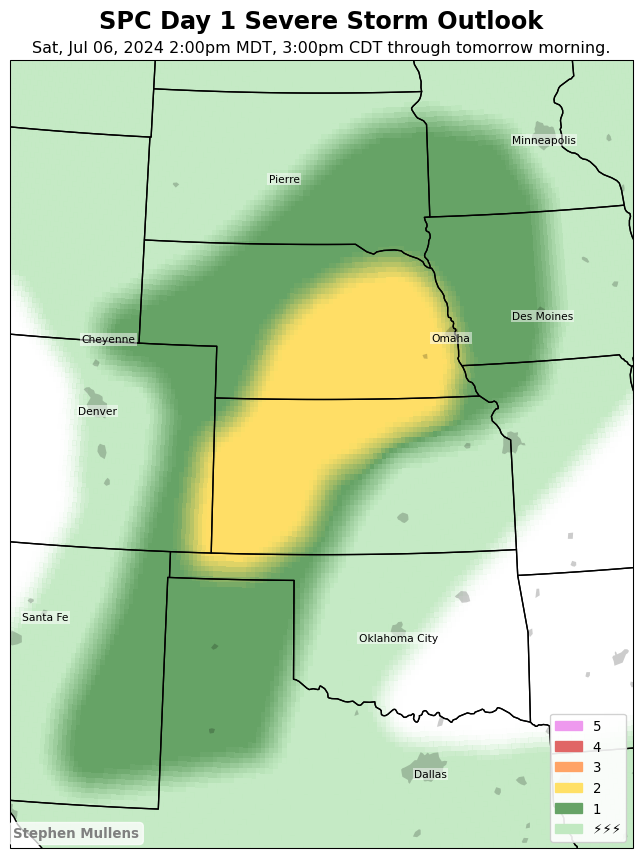 SPC Day 1 Severe Storm Outlook
Sat, Jul 06, 2024 2:00pm MDT, 3:00pm CDT through tomorrow morning.
Minneapolis
Pierre
Des Moines
Cheyenne
Omaha
Denver
Santa Fe
Oklahoma City
5
4
3
2
1
⚡⚡⚡
Dallas
Stephen Mullens